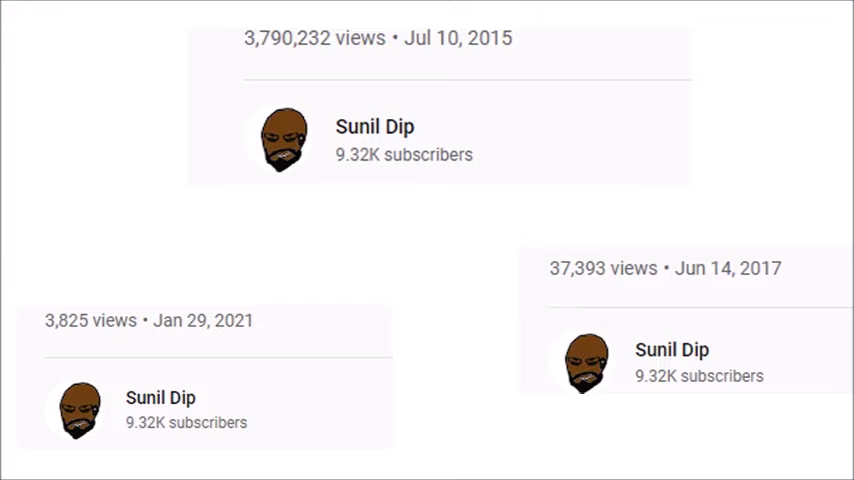 3,790,232 views • Jul 10, 2015
Sunil Dip
9.32K subscribers
37,393 views • Jun 14, 2017
Sunil Dip
9.32K subscribers
3,825 views • Jan 29, 2021
Sunil Dip
9.32K subscribers